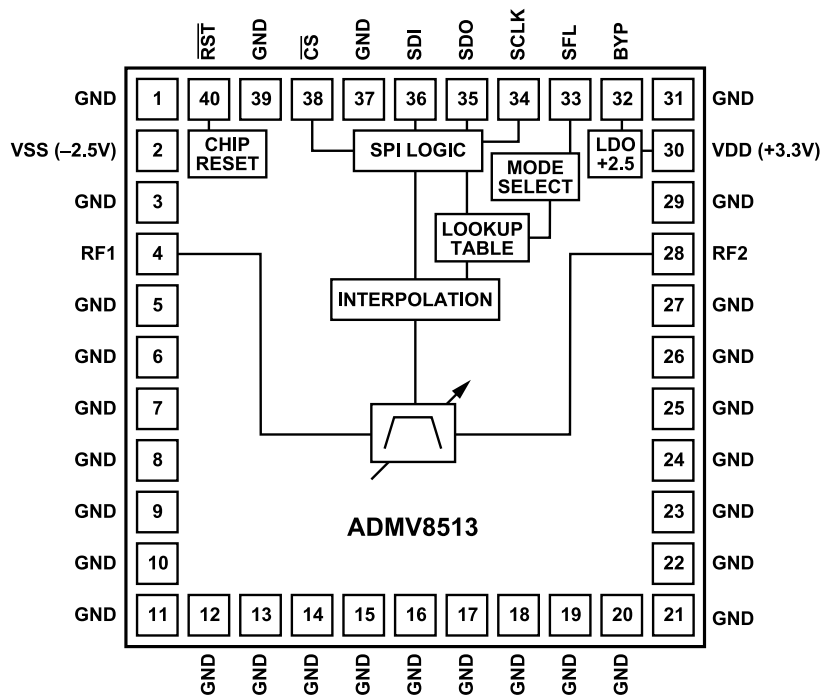 R̅S̅T̅
GND
C̅S̅
GND
SDI
SDO
SCLK
SFL
BYP
GND 1 40 39 38 37 36 35 34 33 32 31 GND
VSS (–2.5V) 2 CHIP RESET SPI LOGIC MODE SELECT LDO +2.5 30 VDD (+3.3V)
GND 3 29 GND
LOOKUP TABLE
RF1 4 28 RF2
INTERPOLATION
GND 5 27 GND
GND 6 26 GND
GND 7 25 GND
GND 8 24 GND
GND 9 23 GND
ADMV8513
GND 10 22 GND
GND 11 12 13 14 15 16 17 18 19 20 21 GND
GND
GND
GND
GND
GND
GND
GND
GND
GND